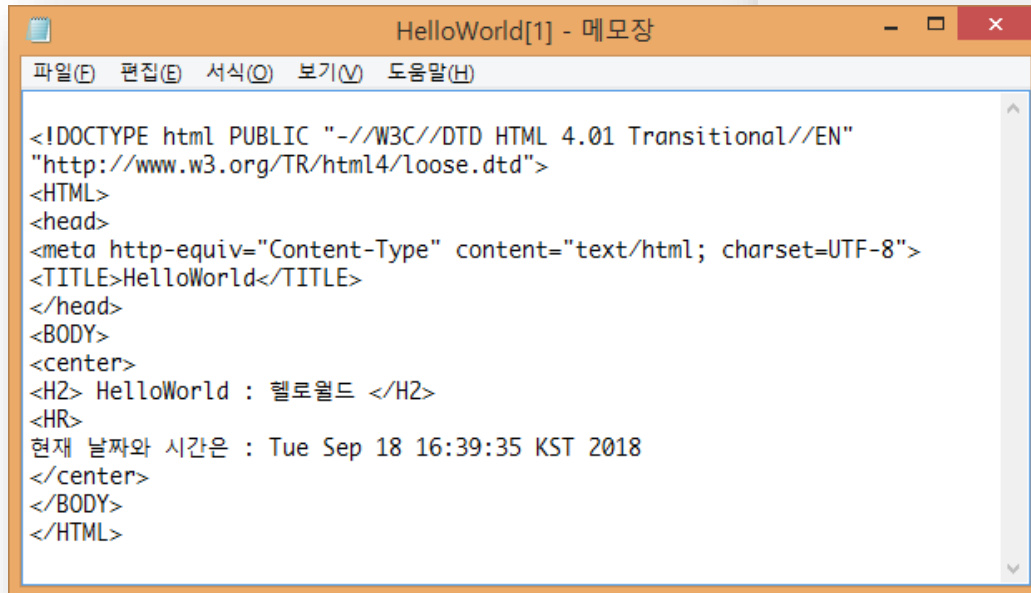 HelloWorld[1] - 메모장
파일(F) 편집(E) 서식(O) 보기(V) 도움말(H)
<!DOCTYPE html PUBLIC "-//W3C//DTD HTML 4.01 Transitional//EN"
"http://www.w3.org/TR/html4/loose.dtd">
<HTML>
<head>
<meta http-equiv="Content-Type" content="text/html; charset=UTF-8">
<TITLE>HelloWorld</TITLE>
</head>
<BODY>
<center>
<H2> HelloWorld : 헬로월드 </H2>
<HR>
현재 날짜와 시간은 : Tue Sep 18 16:39:35 KST 2018
</center>
</BODY>
</HTML>